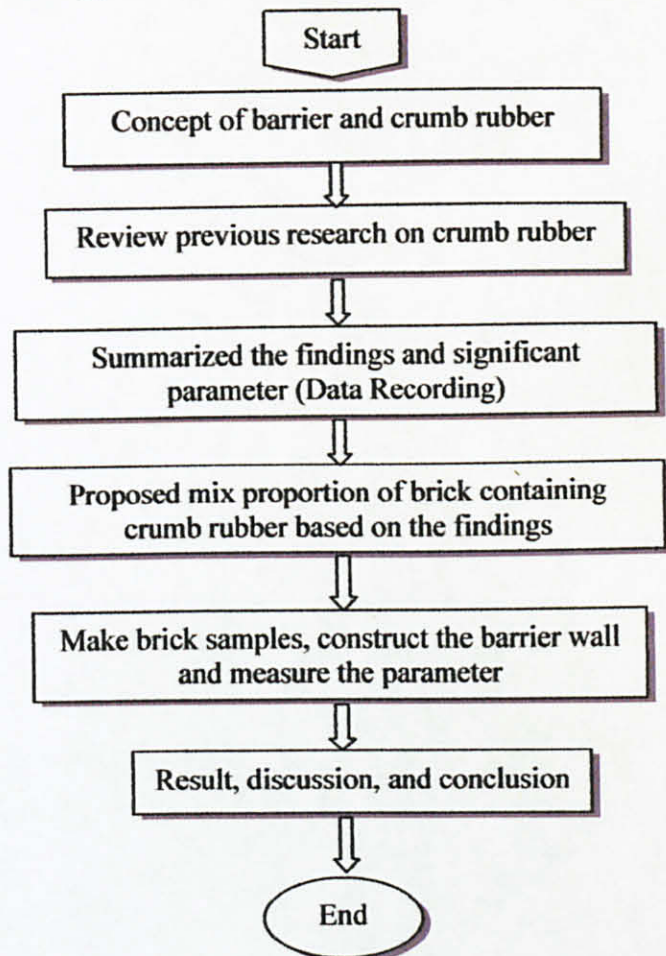 Start
Concept of barrier and crumb rubber
Review previous research on crumb rubber
Summarized the findings and significant
parameter (Data Recording)
Proposed mix proportion of brick containing
crumb rubber based on the findings
Make brick samples, construct the barrier wall
and measure the parameter
Result, discussion, and conclusion
End